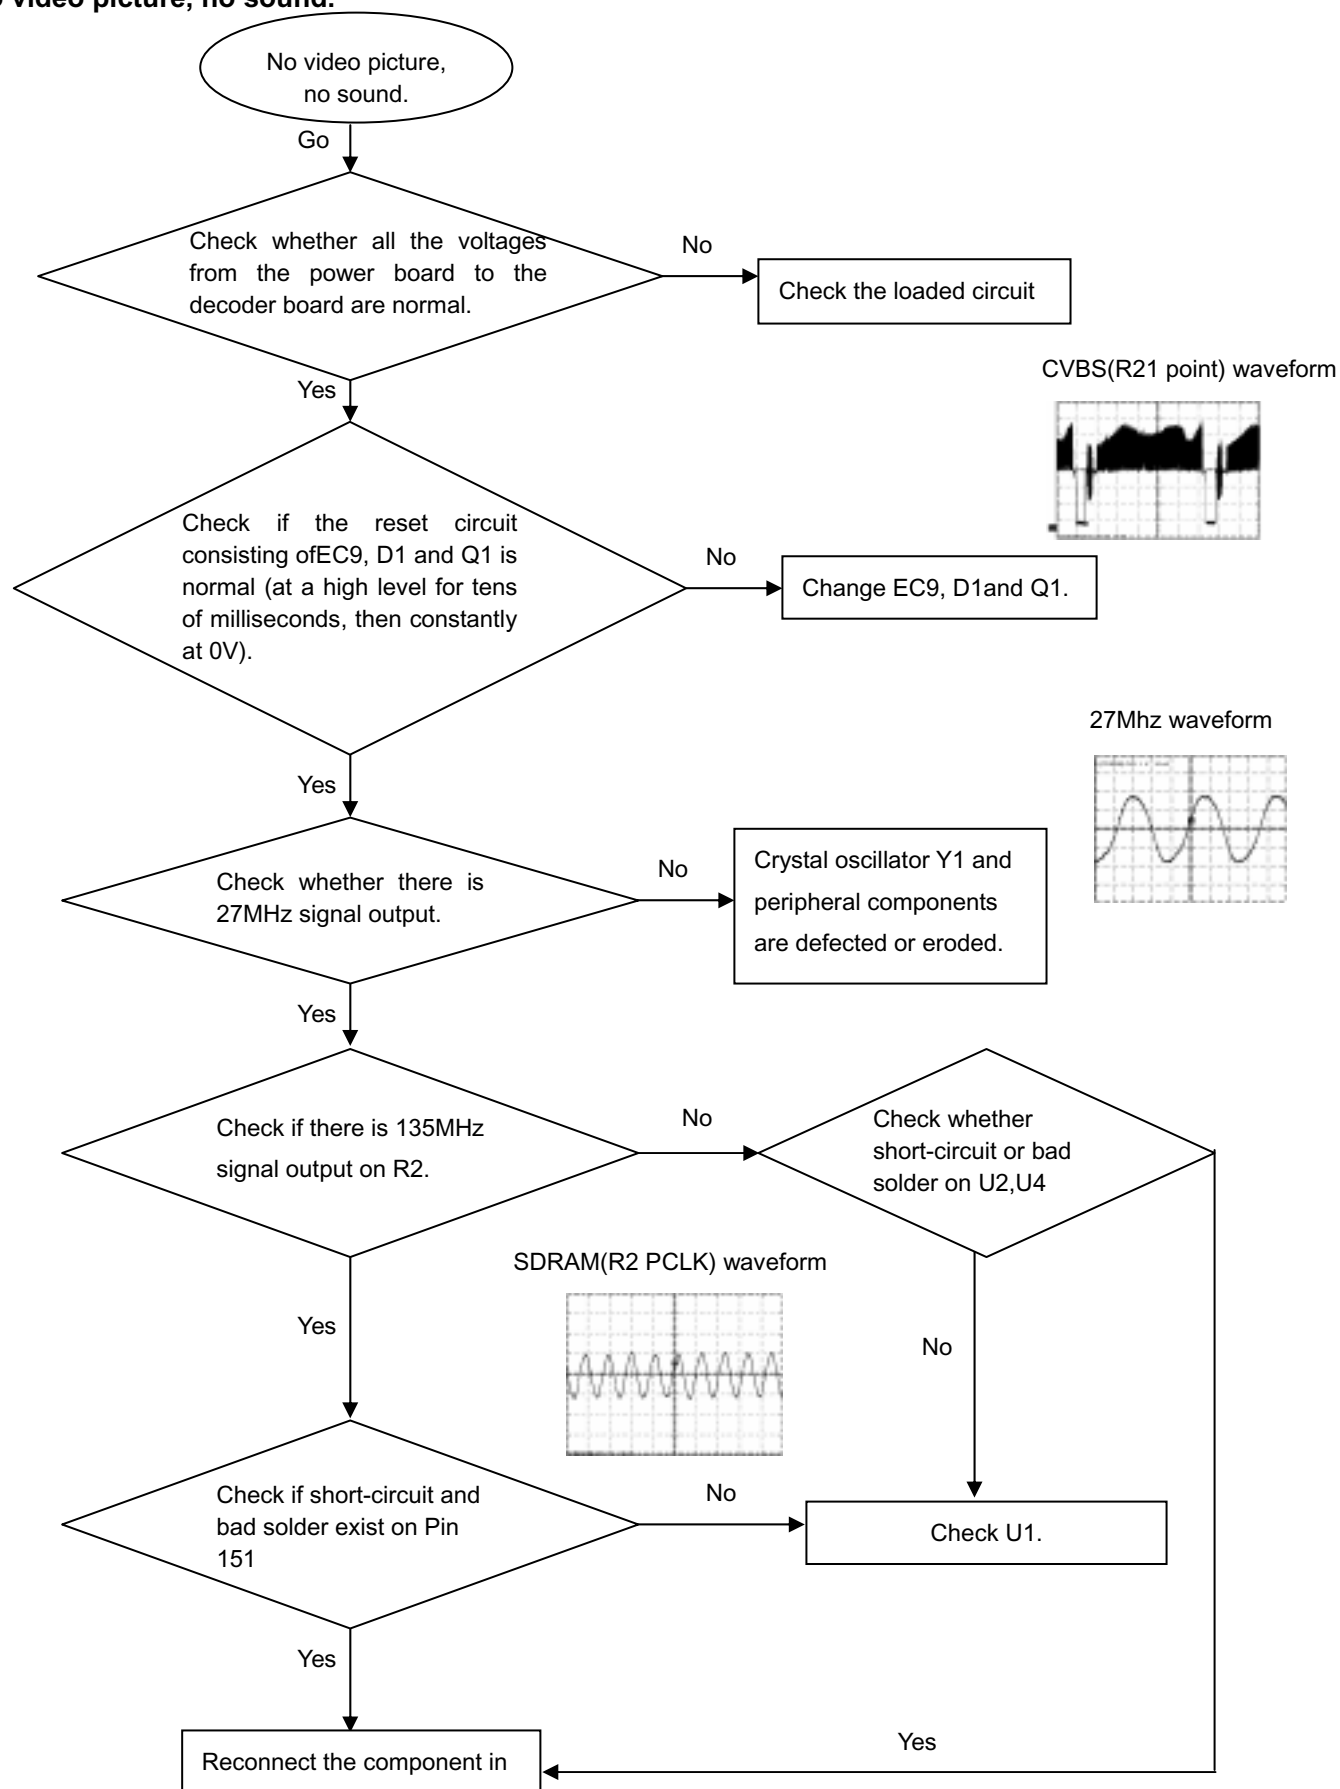 video picture, no sound.
No video picture,
no sound.
Go
Check whether all the voltages
from the power board to the
decoder board are normal.
No
Check the loaded circuit
Yes
CVBS(R21 point) waveform
Check if the reset circuit
consisting ofEC9, D1 and Q1 is
normal (at a high level for tens
of milliseconds, then constantly
at 0V).
No
Change EC9, D1and Q1.
27Mhz waveform
Yes
Check whether there is
27MHz signal output.
No
Crystal oscillator Y1 and
peripheral components
are defected or eroded.
Yes
Check if there is 135MHz
signal output on R2.
No
Check whether
short-circuit or bad
solder on U2,U4
SDRAM(R2 PCLK) waveform
Yes
No
Check if short-circuit and
bad solder exist on Pin
151
No
Check U1.
Yes
Reconnect the component in
Yes